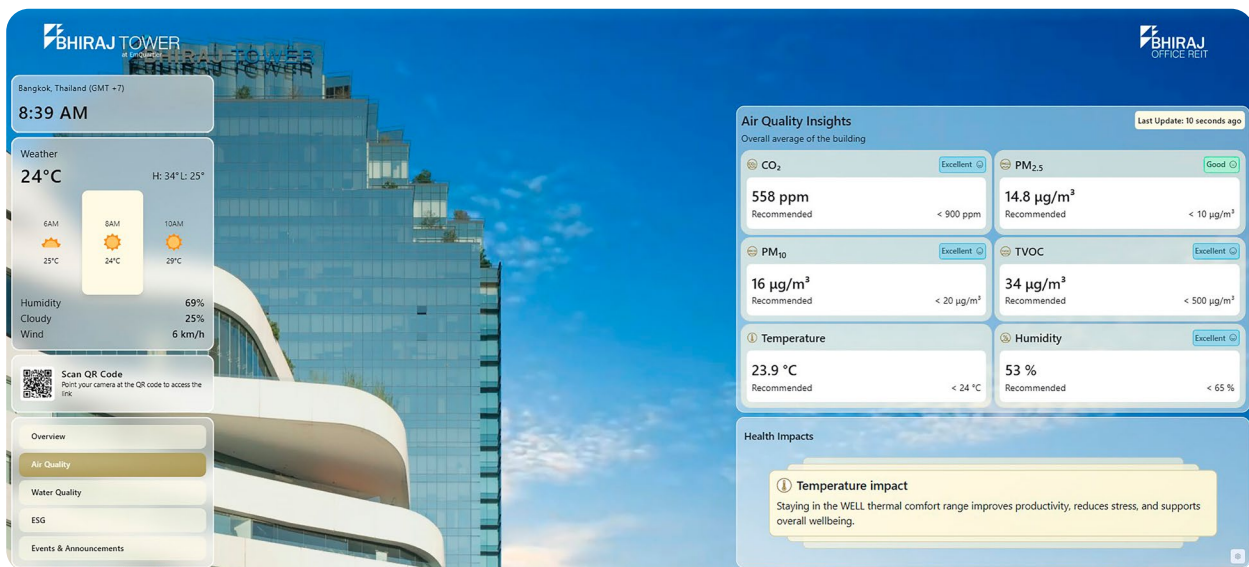 BHIRAJ TOWER
at EmQuartier
BHIRAJ TOWER
BHIRAJ
OFFICE REIT
Bangkok, Thailand (GMT +7)
8:39 AM
Weather
24°C
H: 34° L: 25°
6AM
8AM
10AM
25°C
24°C
29°C
Humidity 69%
Cloudy 25%
Wind 6 km/h
Scan QR Code
Point your camera at the QR code to access the
link
Overview
Air Quality
Water Quality
ESG
Events & Announcements
Air Quality Insights
Last Update: 10 seconds ago
Overall average of the building
CO₂ Excellent
558 ppm
Recommended < 900 ppm
PM₂.₅ Good
14.8 µg/m³
Recommended < 10 µg/m³
PM₁₀ Excellent
16 µg/m³
Recommended < 20 µg/m³
TVOC Excellent
34 µg/m³
Recommended < 500 µg/m³
Temperature
23.9 °C
Recommended < 24 °C
Humidity Excellent
53 %
Recommended < 65 %
Health Impacts
Temperature impact
Staying in the WELL thermal comfort range improves productivity, reduces stress, and supports
overall wellbeing.